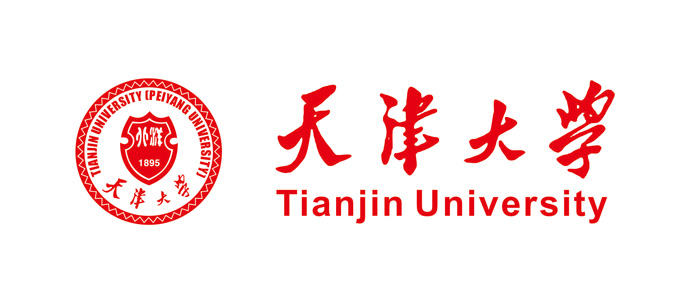 TIANJIN UNIVERSITY (PEIYANG UNIVERSITY)
北洋
1895
天津大学
天津大学
Tianjin University